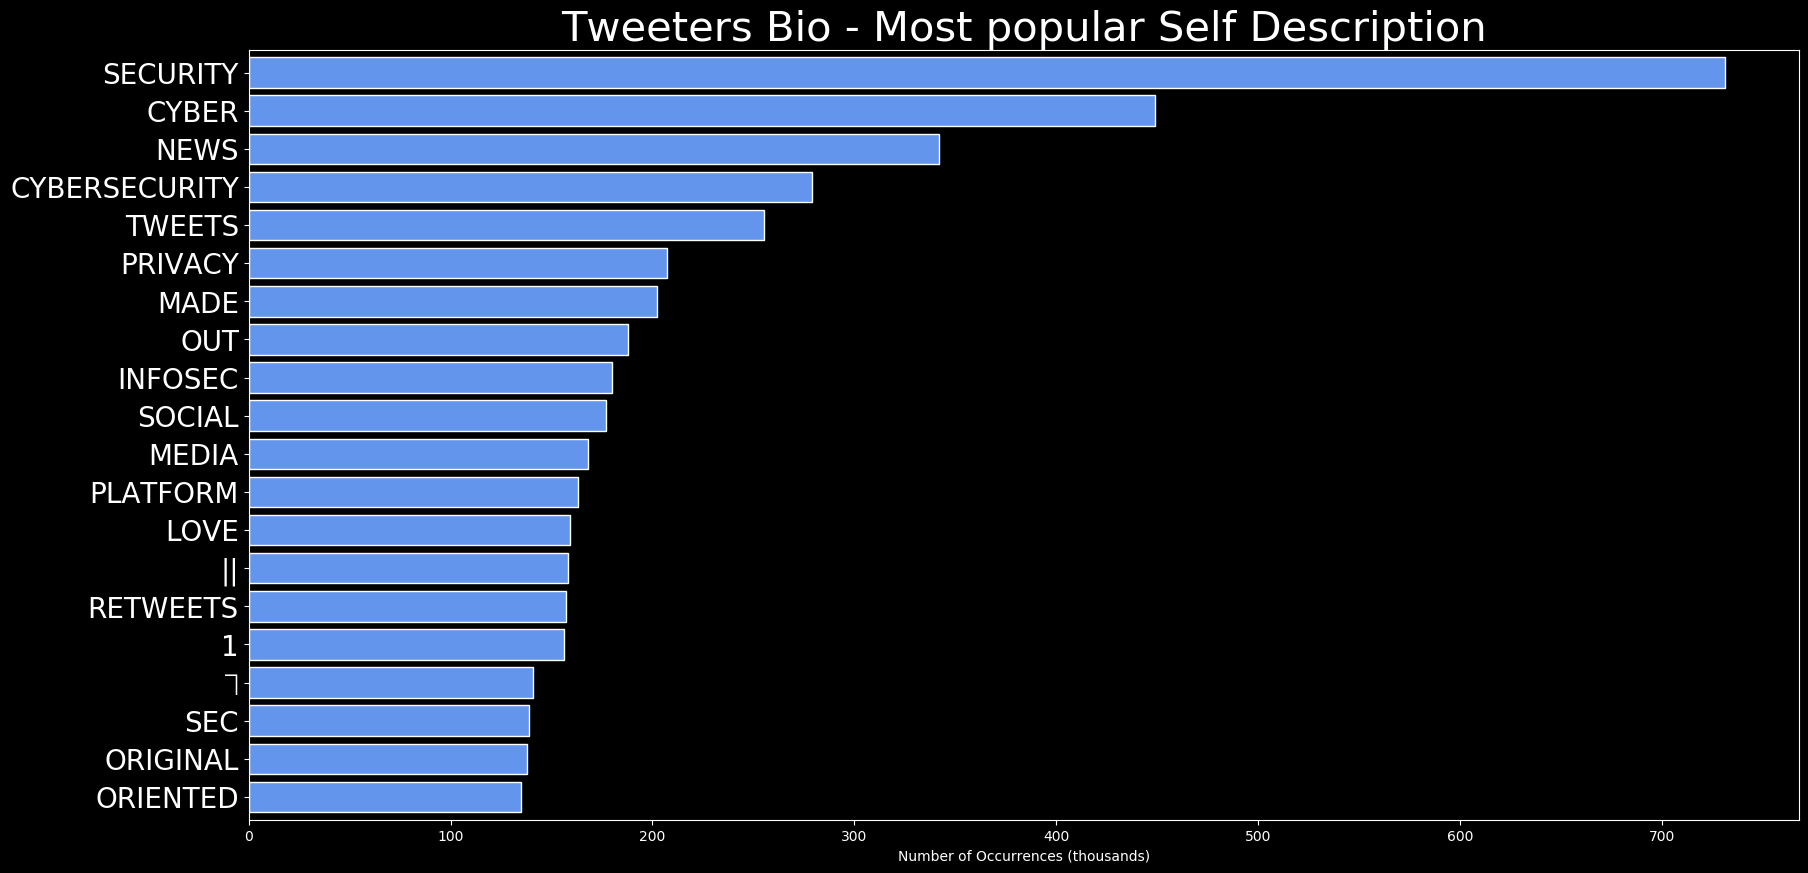 Tweeters Bio - Most popular Self Description
SECURITY
CYBER
NEWS
CYBERSECURITY
TWEETS
PRIVACY
MADE
OUT
INFOSEC
SOCIAL
MEDIA
PLATFORM
LOVE
||
RETWEETS
1
SEC
ORIGINAL
ORIENTED
0 100 200 300 400 500 600 700
Number of Occurrences (thousands)